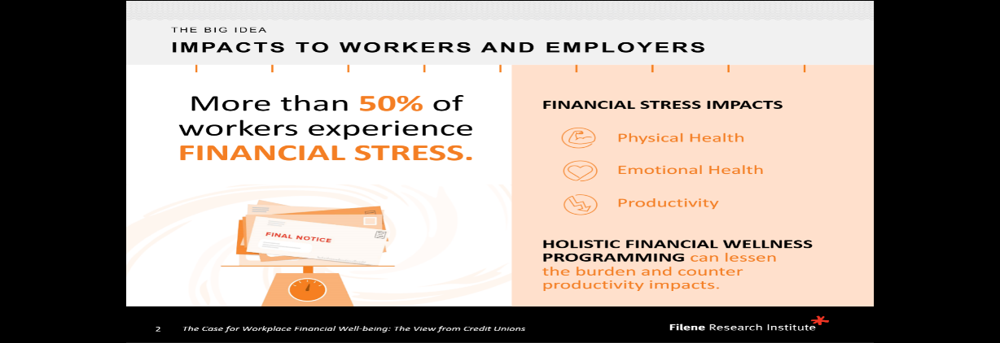 THE BIG IDEA
IMPACTS TO WORKERS AND EMPLOYERS
More than 50% of
workers experience
FINANCIAL STRESS.
FINAL NOTICE
FINANCIAL STRESS IMPACTS
Physical Health
Emotional Health
Productivity
HOLISTIC FINANCIAL WELLNESS
PROGRAMMING can lessen
the burden and counter
productivity impacts.
2 The Case for Workplace Financial Well-being: The View from Credit Unions
Filene Research Institute